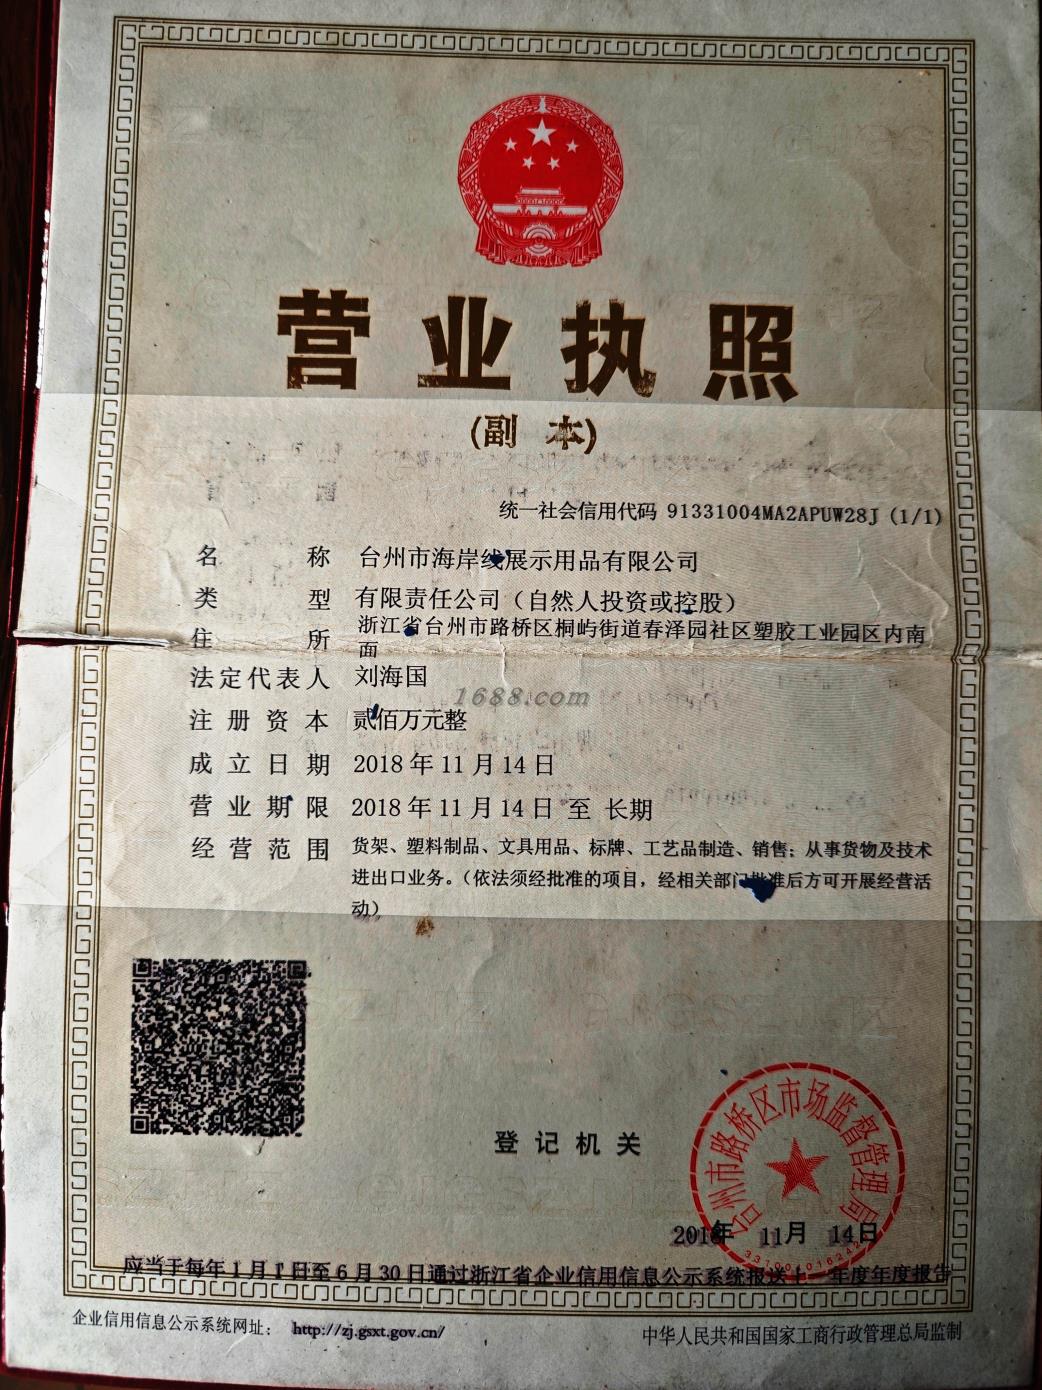 营业执照
(副 本)
统一社会信用代码 91331004MA2APUW28J (1/1)
名称 台州市海岸线展示用品有限公司
类型 有限责任公司（自然人投资或控股）
住所 浙江省台州市路桥区桐屿街道春泽园社区塑胶工业园区内南
面
法定代表人 刘海国
1688.com
注册资本 贰佰万元整
成立日期 2018 年 11 月 14 日
营业期限 2018 年 11 月 14 日 至 长期
经营范围 货架、塑料制品、文具用品、标牌、工艺品制造、销售；从事货物及技术
进出口业务。（依法须经批准的项目，经相关部门批准后方可开展经营活
动）
登记机关
台州市路桥区市场监督管理局
2018年 11月 14日
应当于每年1月1日至6月30日通过浙江省企业信用信息公示系统报送上一年度年度报告
企业信用信息公示系统网址： http://zj.gsxt.gov.cn/
中华人民共和国国家工商行政管理总局监制